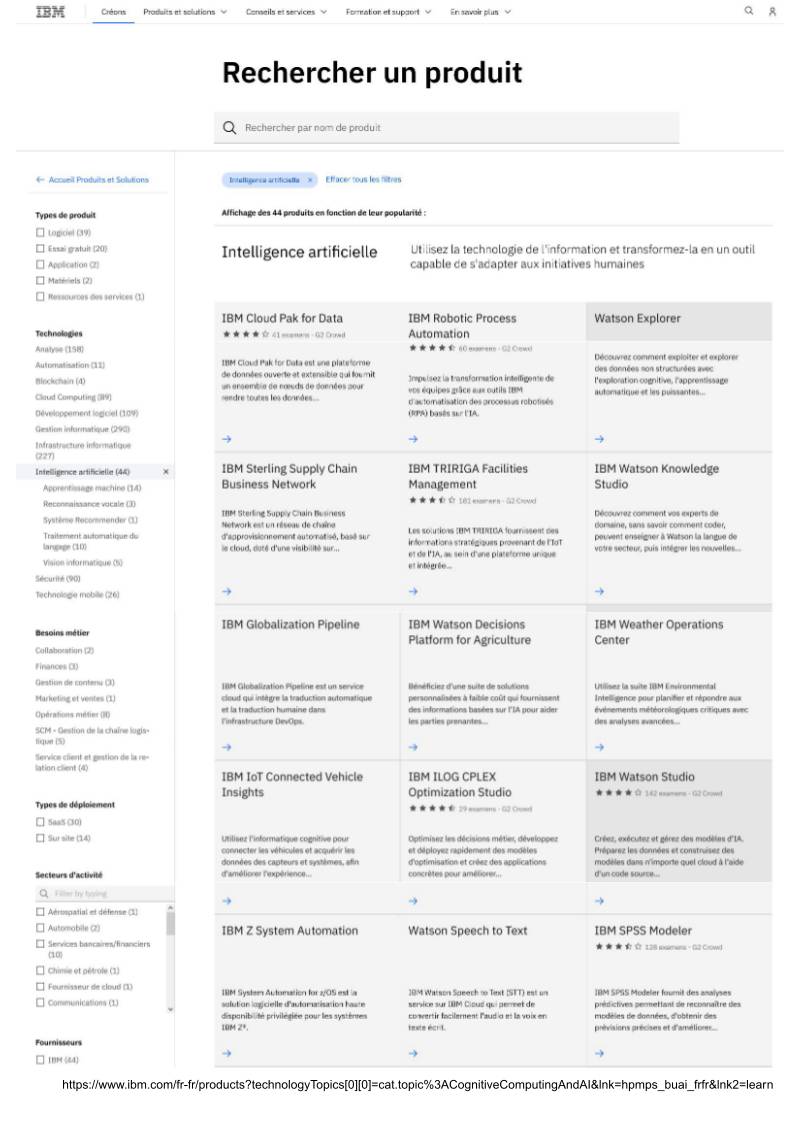 IBM
Créons
Produits et solutions
Conseils et services
Formation et support
En savoir plus
Rechercher un produit
Rechercher par nom de produit
← Accueil Produits et Solutions
Types de produit
Logiciel (39)
Essai gratuit (20)
Application (2)
Matériels (2)
Ressources des services (1)
Technologies
Analyse (158)
Automatisation (11)
Blockchain (4)
Cloud Computing (89)
Développement logiciel (109)
Gestion informatique (290)
Infrastructure informatique
(227)
Intelligence artificielle (44) ×
Apprentissage machine (14)
Reconnaissance vocale (3)
Système Recommender (1)
Traitement automatique du
langage (10)
Vision informatique (5)
Sécurité (90)
Technologie mobile (26)
Besoins métier
Collaboration (2)
Finances (3)
Gestion de contenu (3)
Marketing et ventes (1)
Opérations métier (8)
SCM - Gestion de la chaîne logis-
tique (5)
Service client et gestion de la re-
lation client (4)
Types de déploiement
SaaS (30)
Sur site (14)
Secteurs d'activité
Filter by typing
Aérospatial et défense (1)
Automobile (2)
Services bancaires/financiers
(10)
Chimie et pétrole (1)
Fournisseur de cloud (1)
Communications (1)
Fournisseurs
IBM (44)
Intelligence artificielle ×
Effacer tous les filtres
Affichage des 44 produits en fonction de leur popularité :
Intelligence artificielle
Utilisez la technologie de l'information et transformez-la en un outil
capable de s'adapter aux initiatives humaines
IBM Cloud Pak for Data
41 examens - G2 Crowd
IBM Cloud Pak for Data est une plateforme
de données ouverte et extensible qui fournit
un ensemble de nœuds de données pour
rendre toutes les données...
IBM Robotic Process
Automation
60 examens - G2 Crowd
Impulsez la transformation intelligente de
vos équipes grâce aux outils IBM
d'automatisation des processus robotisés
(RPA) basés sur l'IA.
Watson Explorer
Découvrez comment exploiter et explorer
des données non structurées avec
l'exploration cognitive, l'apprentissage
automatique et les puissantes...
IBM Sterling Supply Chain
Business Network
IBM Sterling Supply Chain Business
Network est un réseau de chaîne
d'approvisionnement automatisé, basé sur
le cloud, doté d'une visibilité sur...
IBM TRIRIGA Facilities
Management
181 examens - G2 Crowd
Les solutions IBM TRIRIGA fournissent des
informations stratégiques provenant de l'IoT
et de l'IA, au sein d'une plateforme unique
et intégrée...
IBM Watson Knowledge
Studio
Découvrez comment vos experts de
domaine, sans savoir comment coder,
peuvent enseigner à Watson la langue de
votre secteur, puis intégrer les nouvelles...
IBM Globalization Pipeline
IBM Globalization Pipeline est un service
cloud qui intègre la traduction automatique
et la traduction humaine dans
l'infrastructure DevOps.
IBM Watson Decisions
Platform for Agriculture
Bénéficiez d'une suite de solutions
personnalisées à faible coût qui fournissent
des informations basées sur l'IA pour aider
les parties prenantes...
IBM Weather Operations
Center
Utilisez la suite IBM Environmental
Intelligence pour planifier et répondre aux
événements météorologiques critiques avec
des analyses avancées...
IBM IoT Connected Vehicle
Insights
Utilisez l'informatique cognitive pour
connecter les véhicules et acquérir les
données des capteurs et systèmes, afin
d'améliorer l'expérience...
IBM ILOG CPLEX
Optimization Studio
29 examens - G2 Crowd
Optimisez les décisions métier, développez
et déployez rapidement des modèles
d'optimisation et créez des applications
concrètes pour améliorer...
IBM Watson Studio
142 examens - G2 Crowd
Créez, exécutez et gérez des modèles d'IA.
Préparez les données et construisez des
modèles dans n'importe quel cloud à l'aide
d'un code source...
IBM Z System Automation
IBM System Automation for z/OS est la
solution logicielle d'automatisation haute
disponibilité privilégiée pour les systèmes
IBM Z®.
Watson Speech to Text
IBM Watson Speech to Text (STT) est un
service sur IBM Cloud qui permet de
convertir facilement l'audio et la voix en
texte écrit.
IBM SPSS Modeler
128 examens - G2 Crowd
IBM SPSS Modeler fournit des analyses
prédictives permettant de reconnaître des
modèles de données, d'obtenir des
prévisions précises et d'améliorer...
https://www.ibm.com/fr-fr/products?technologyTopics[0][0]=cat.topic%3ACognitiveComputingAndAI&lnk=hpmps_buai_frfr&lnk2=learn